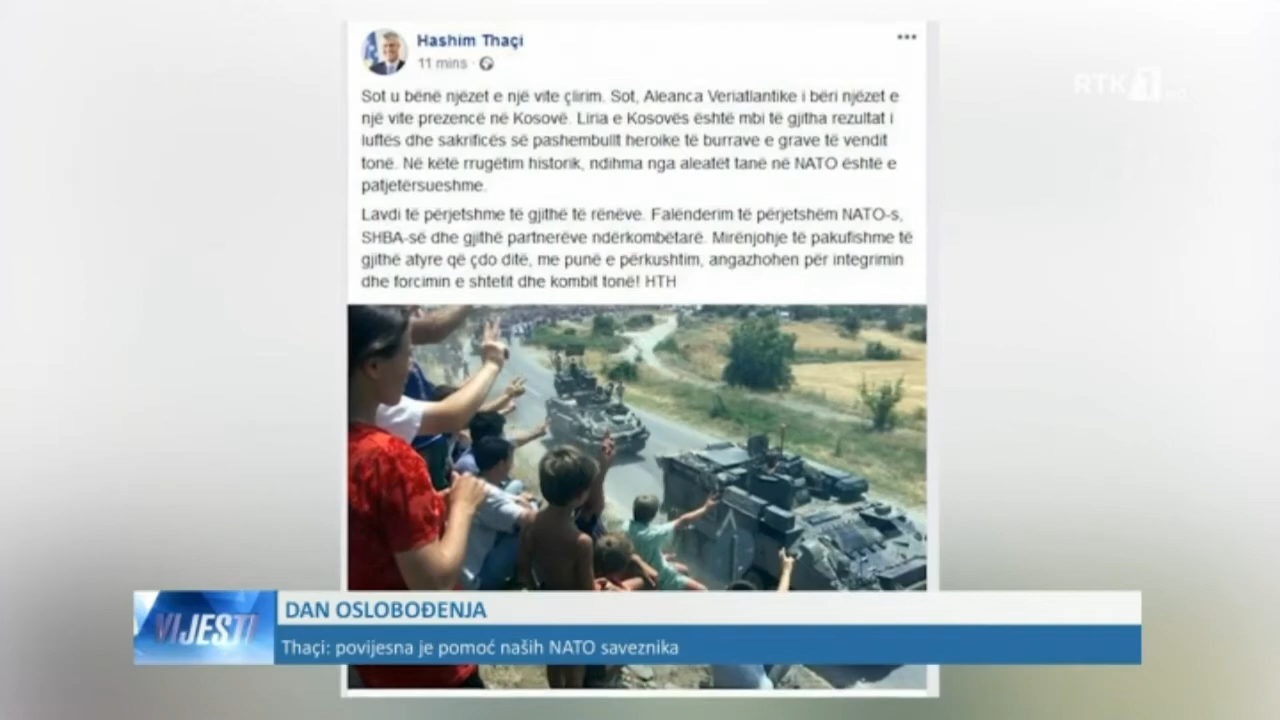 Hashim Thaçi
11 mins
RTK 1
Sot u bënë njëzet e një vite çlirim. Sot, Aleanca Veriatlantike i bëri njëzet e
një vite prezencë në Kosovë. Liria e Kosovës është mbi të gjitha rezultat i
luftës dhe sakrificës së pashembullt heroike të burrave e grave të vendit
tonë. Në këtë rrugëtim historik, ndihma nga aleatët tanë në NATO është e
patjetërsueshme.
Lavdi të përjetshme të gjithë të rënëve. Falënderim të përjetshëm NATO-s,
SHBA-së dhe gjithë partnerëve ndërkombëtarë. Mirënjohje të pakufishme të
gjithë atyre që çdo ditë, me punë e përkushtim, angazhohen për integrimin
dhe forcimin e shtetit dhe kombit tonë! HTH
VIJESTI
DAN OSLOBOĐENJA
Thaçi: povijesna je pomoć naših NATO saveznika